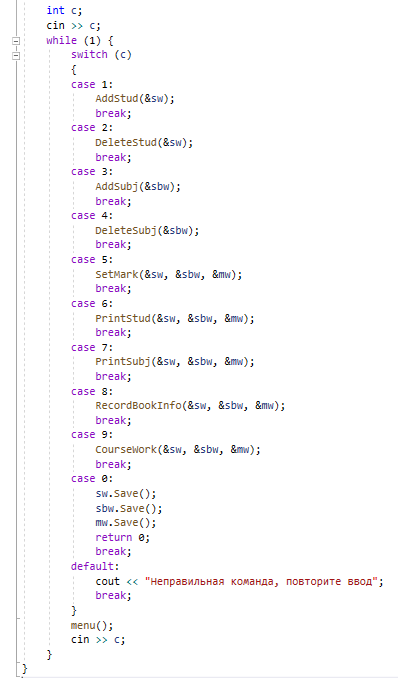 int c;
cin >> c;
while (1) {
switch (c)
{
case 1:
AddStud(&sw);
break;
case 2:
DeleteStud(&sw);
break;
case 3:
AddSubj(&sbw);
break;
case 4:
DeleteSubj(&sbw);
break;
case 5:
SetMark(&sw, &sbw, &mw);
break;
case 6:
PrintStud(&sw, &sbw, &mw);
break;
case 7:
PrintSubj(&sw, &sbw, &mw);
break;
case 8:
RecordBookInfo(&sw, &sbw, &mw);
break;
case 9:
CourseWork(&sw, &sbw, &mw);
break;
case 0:
sw.Save();
sbw.Save();
mw.Save();
return 0;
break;
default:
cout << "Неправильная команда, повторите ввод";
break;
}
menu();
cin >> c;
}
}